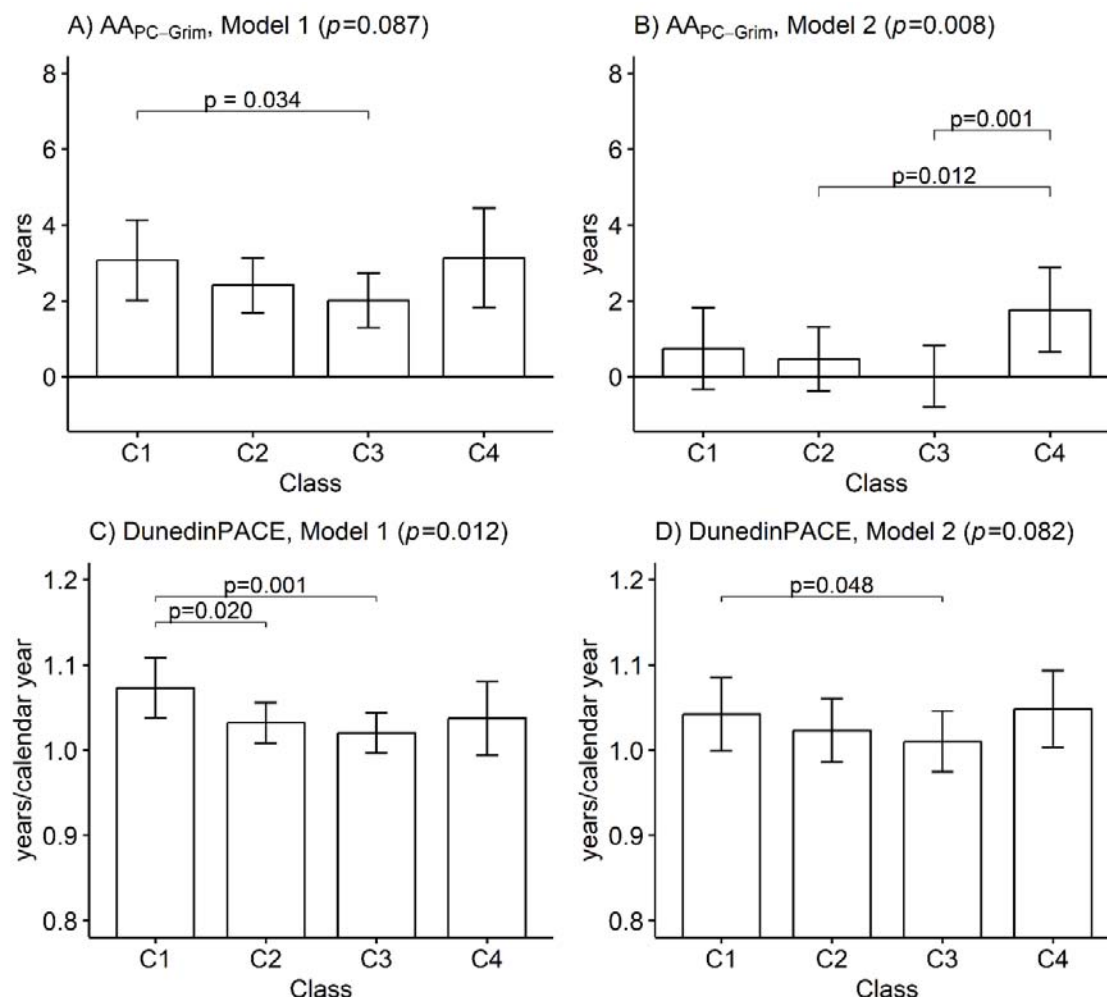 A) AAPC–Grim, Model 1 (p=0.087)
8
6
4
2
0
years
p = 0.034
C1 C2 C3 C4
Class
B) AAPC–Grim, Model 2 (p=0.008)
8
6
4
2
0
years
p=0.001
p=0.012
C1 C2 C3 C4
Class
C) DunedinPACE, Model 1 (p=0.012)
1.2
1.1
1.0
0.9
0.8
years/calendar year
p=0.001
p=0.020
C1 C2 C3 C4
Class
D) DunedinPACE, Model 2 (p=0.082)
1.2
1.1
1.0
0.9
0.8
years/calendar year
p=0.048
C1 C2 C3 C4
Class